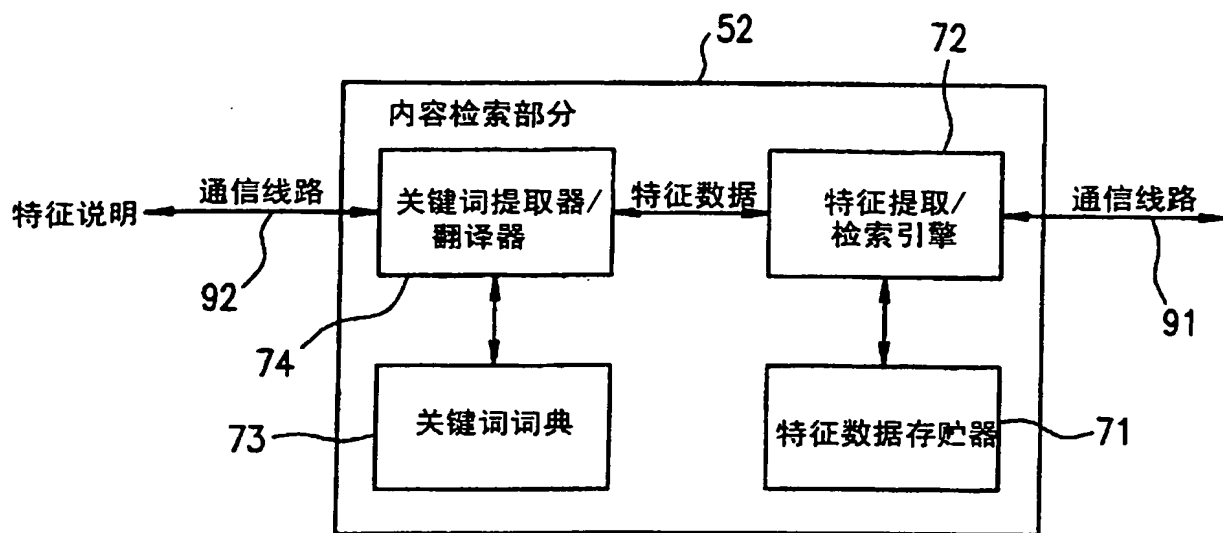 52
72
内容检索部分
特征说明
通信线路
92
关键词提取器/
翻译器
74
特征数据
特征提取/
检索引擎
通信线路
91
73
关键词词典
特征数据存贮器
71